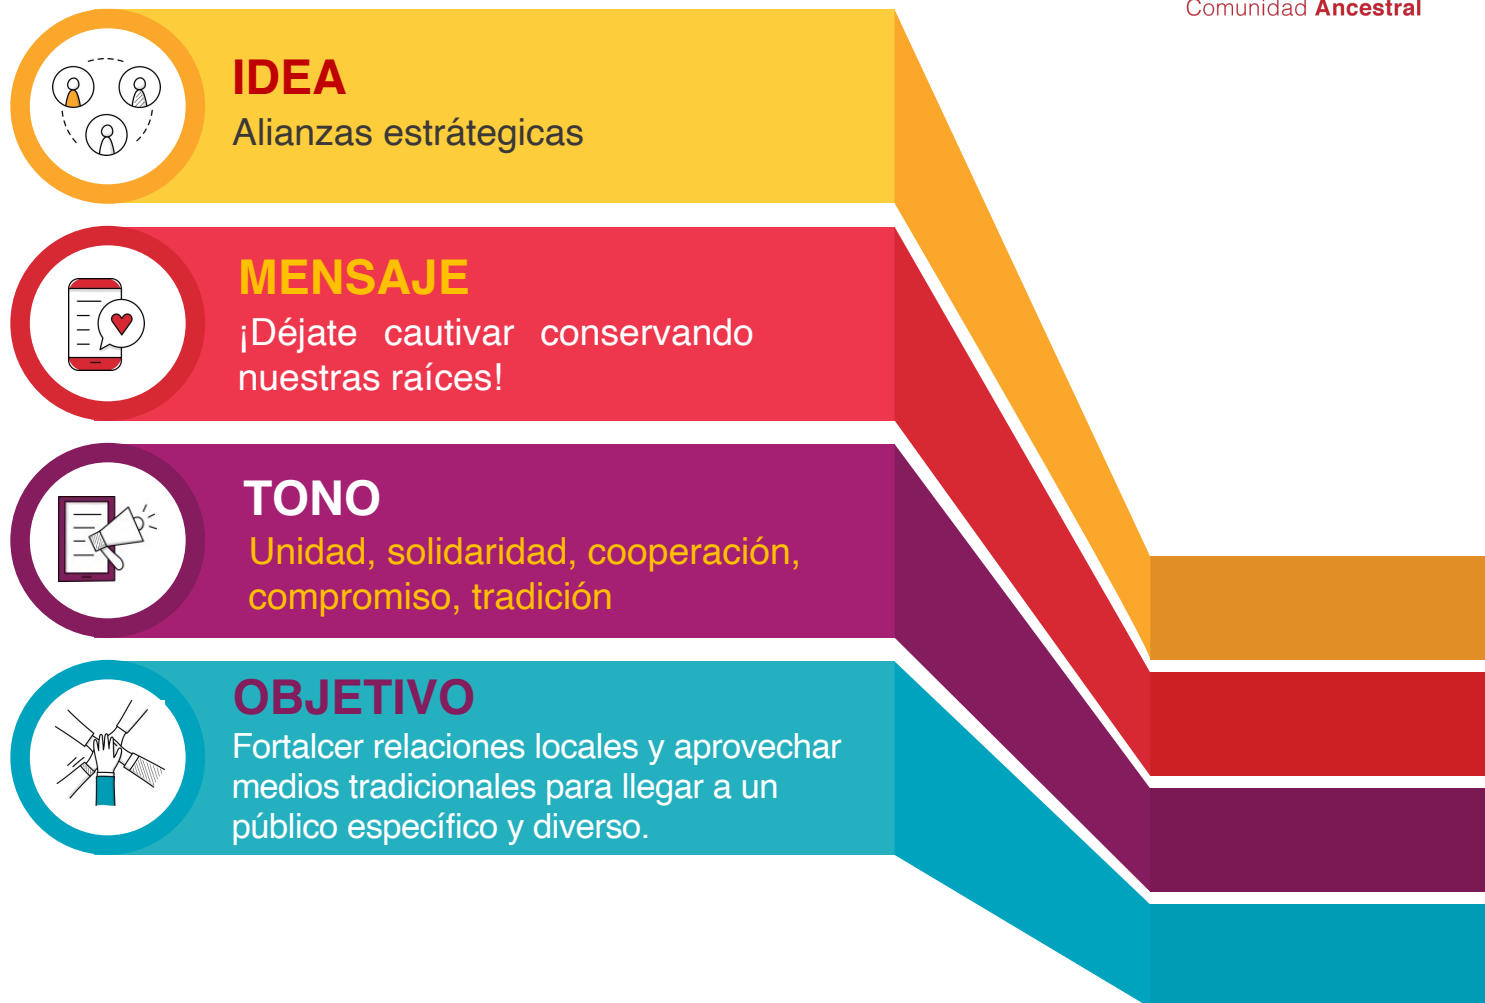 Comunidad Ancestral
IDEA
Alianzas estrátegicas
MENSAJE
¡Déjate cautivar conservando
nuestras raíces!
TONO
Unidad, solidaridad, cooperación,
compromiso, tradición
OBJETIVO
Fortalcer relaciones locales y aprovechar
medios tradicionales para llegar a un
público específico y diverso.